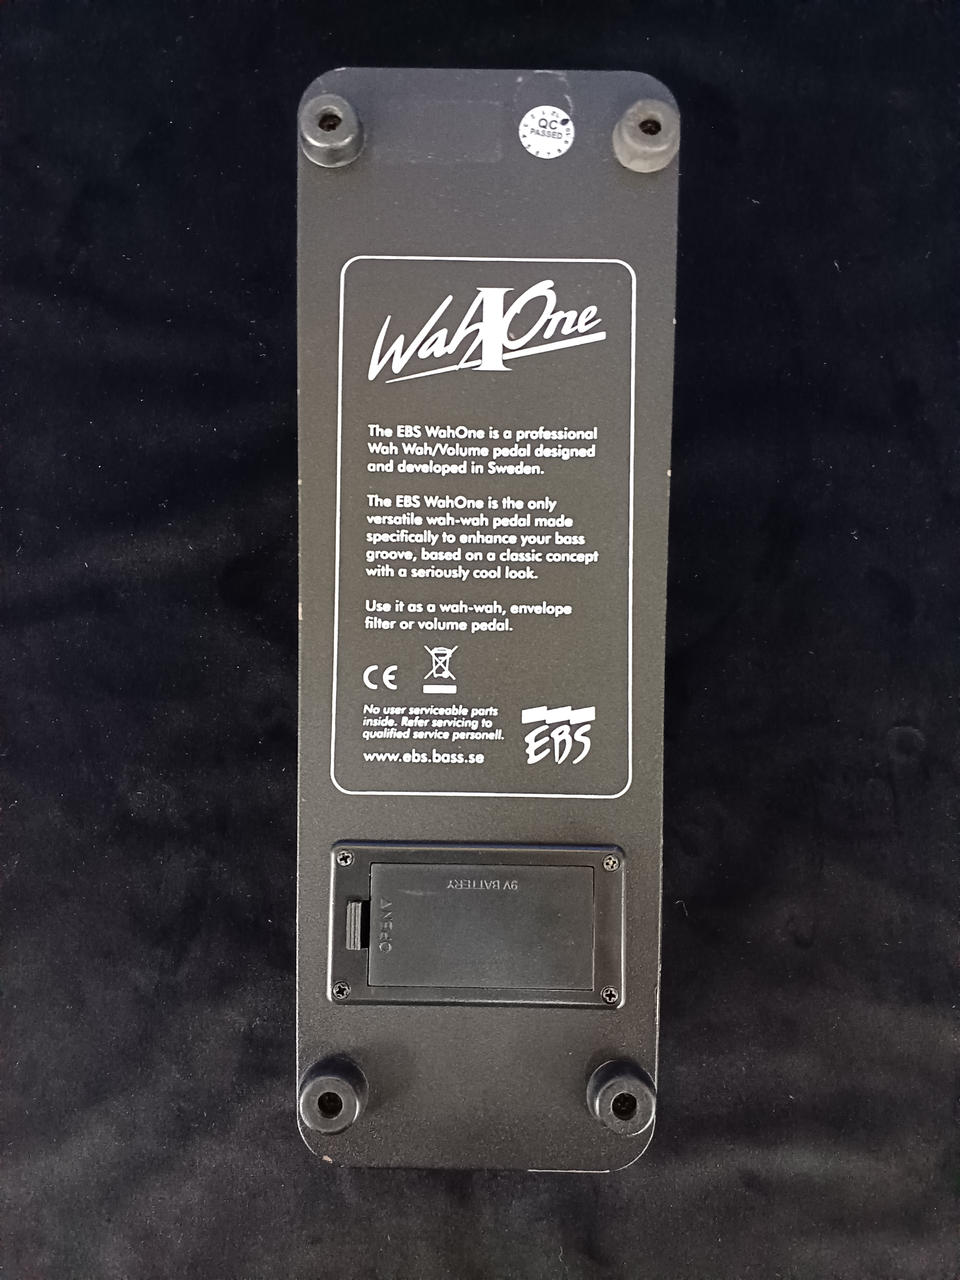 QC
PASSED
WahIOne
The EBS WahOne is a professional
Wah Wah/Volume pedal designed
and developed in Sweden.
The EBS WahOne is the only
versatile wah-wah pedal made
specifically to enhance your bass
groove, based on a classic concept
with a seriously cool look.
Use it as a wah-wah, envelope
filter or volume pedal.
CE
No user serviceable parts
inside. Refer servicing to
qualified service personell.
www.ebs.bass.se
EBS
9V BATTERY
OPEN